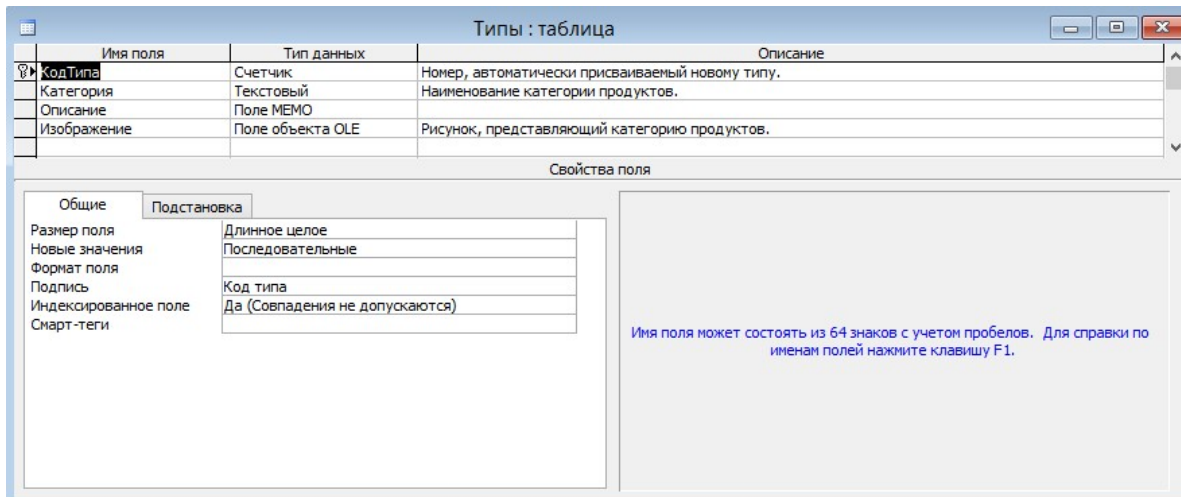 Типы : таблица
Имя поля Тип данных Описание
КодТипа Счетчик Номер, автоматически присваиваемый новому типу.
Категория Текстовый Наименование категории продуктов.
Описание Поле МЕМО
Изображение Поле объекта OLE Рисунок, представляющий категорию продуктов.
Свойства поля
Общие Подстановка
Размер поля Длинное целое
Новые значения Последовательные
Формат поля
Подпись Код типа
Индексированное поле Да (Совпадения не допускаются)
Смарт-теги
Имя поля может состоять из 64 знаков с учетом пробелов. Для справки по
именам полей нажмите клавишу F1.